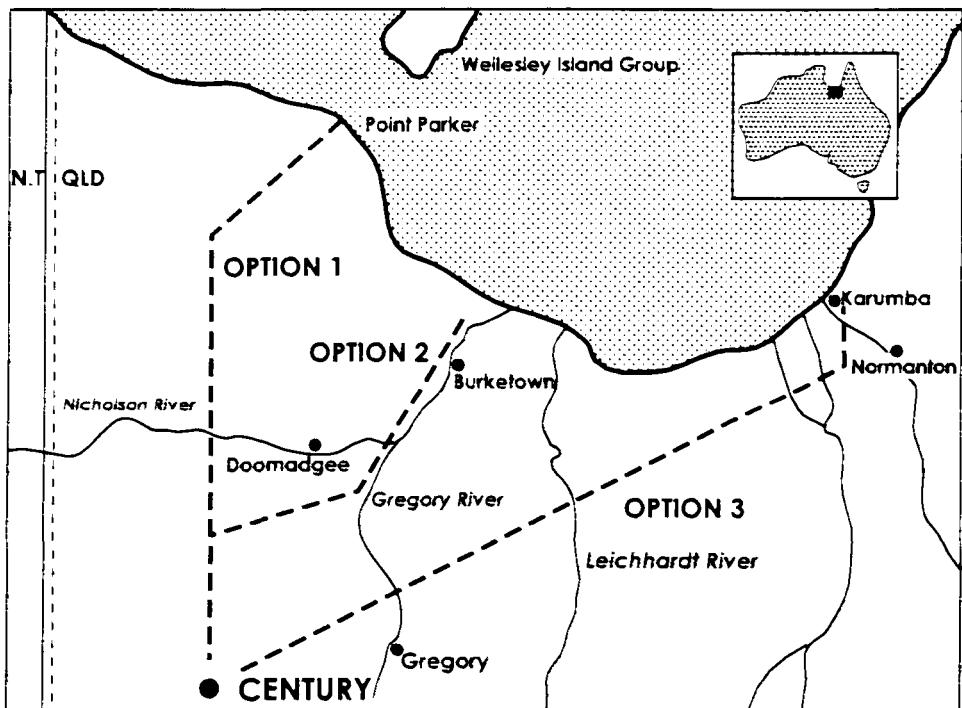 Wellesley Island Group
Point Parker
N.T QLD
OPTION 1
Karumba
OPTION 2
Normanton
Burketown
Nicholson River
Doomadgee
Gregory River
OPTION 3
Leichhardt River
Gregory
CENTURY